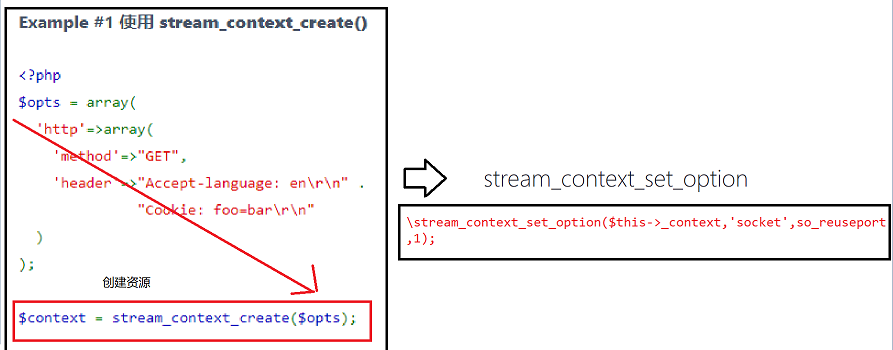 Example #1 使用 stream_context_create()
<?php
$opts = array(
'http'=>array(
'method'=>"GET",
'header'=>"Accept-language: en\r\n" .
"Cookie: foo=bar\r\n"
)
);
创建资源
$context = stream_context_create($opts);
stream_context_set_option
\stream_context_set_option($this->_context,'socket',so_reuseport
,1);